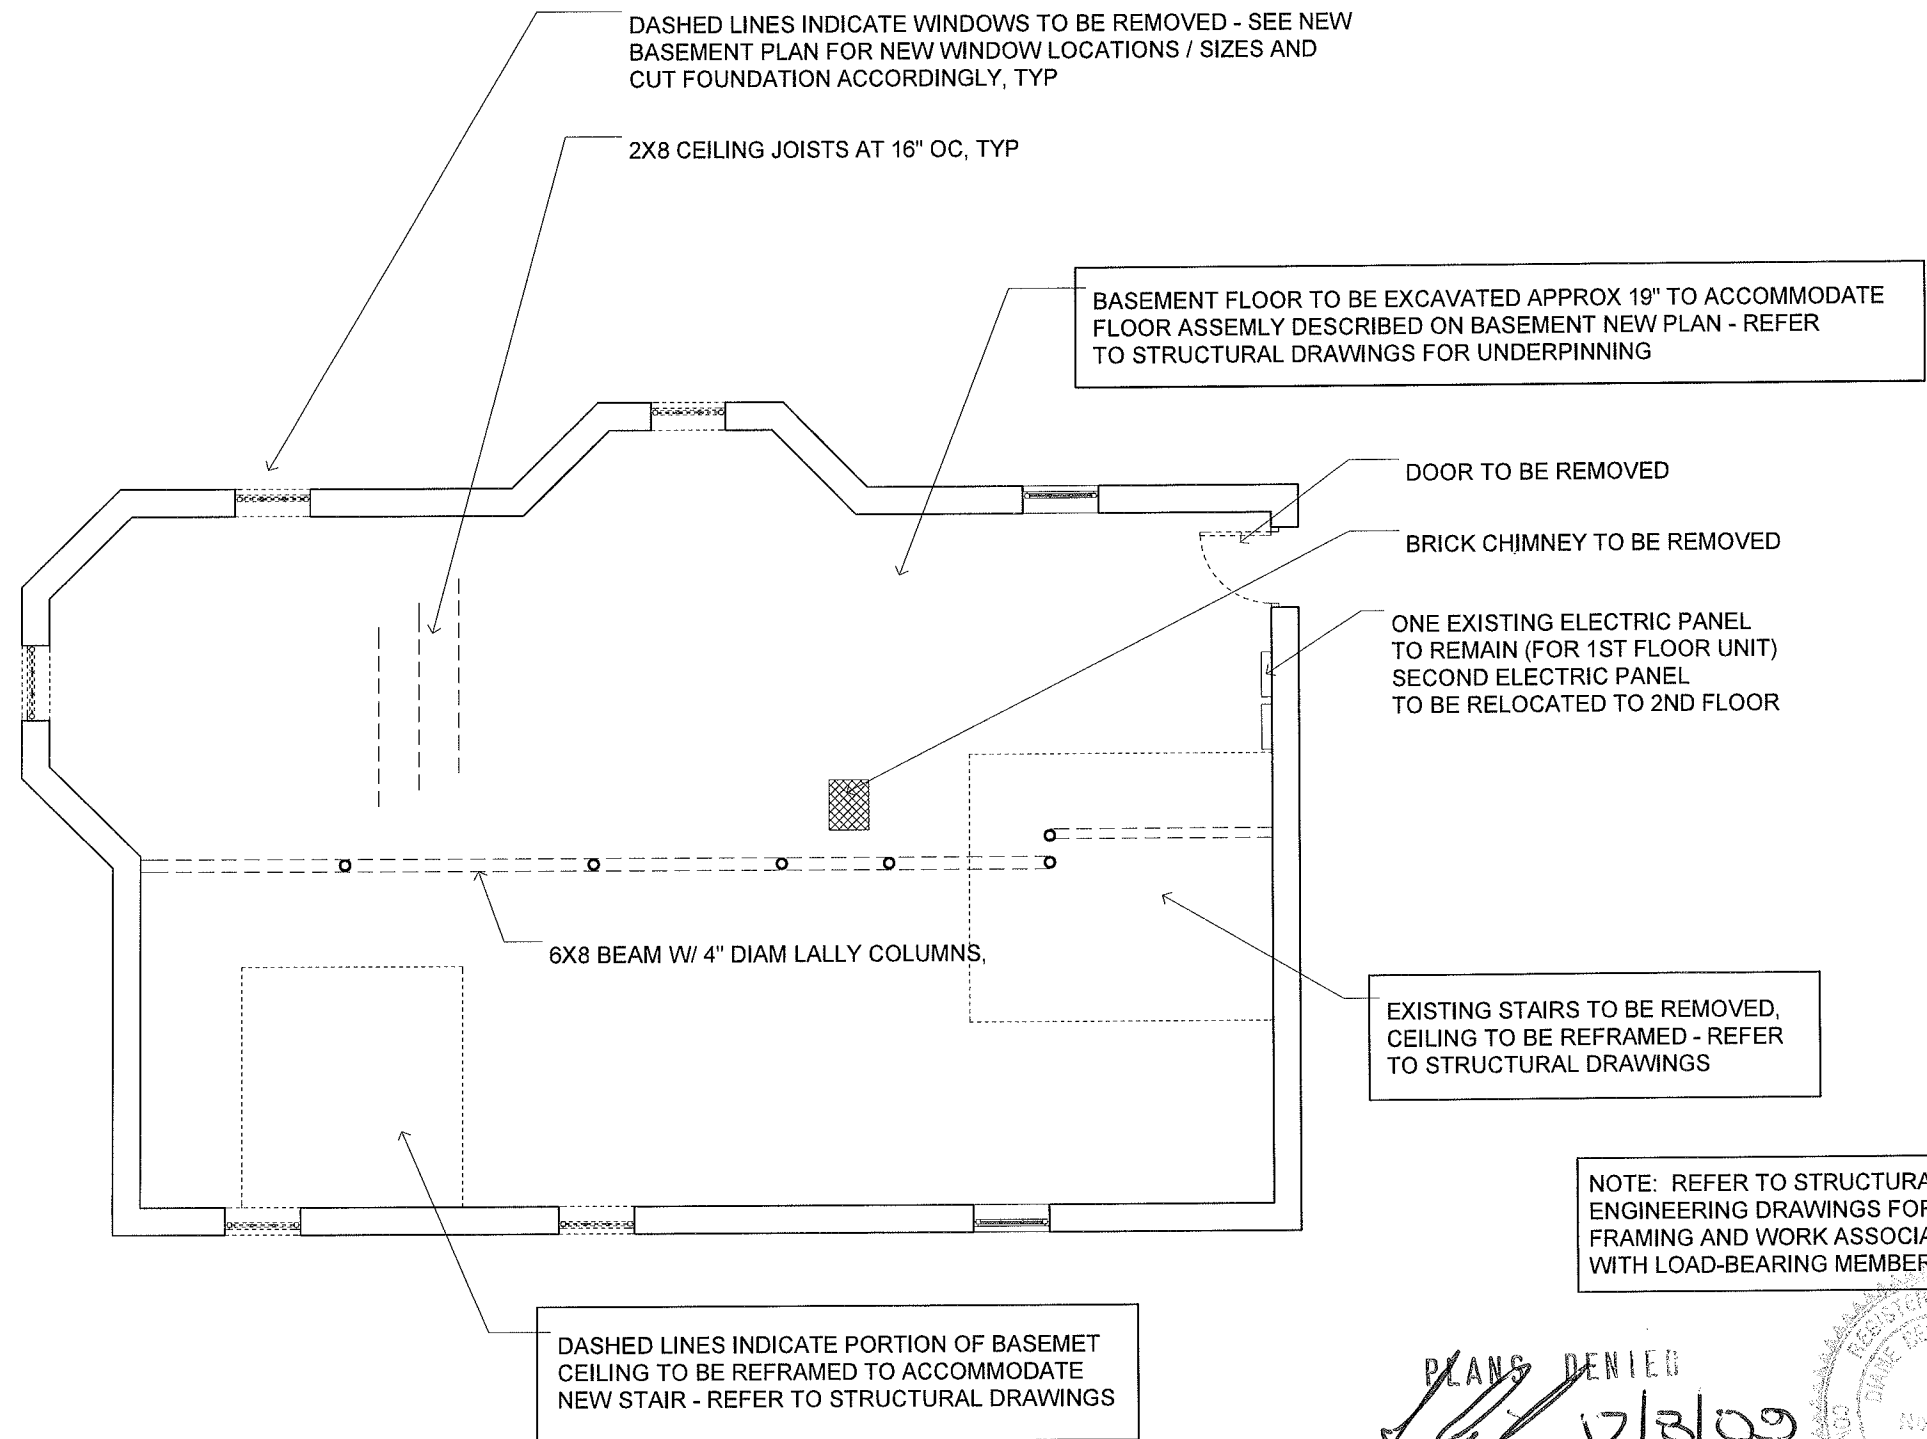 DASHED LINES INDICATE WINDOWS TO BE REMOVED - SEE NEW
BASEMENT PLAN FOR NEW WINDOW LOCATIONS / SIZES AND
CUT FOUNDATION ACCORDINGLY, TYP
2X8 CEILING JOISTS AT 16" OC, TYP
BASEMENT FLOOR TO BE EXCAVATED APPROX 19" TO ACCOMMODATE
FLOOR ASSEMLY DESCRIBED ON BASEMENT NEW PLAN - REFER
TO STRUCTURAL DRAWINGS FOR UNDERPINNING
DOOR TO BE REMOVED
BRICK CHIMNEY TO BE REMOVED
ONE EXISTING ELECTRIC PANEL
TO REMAIN (FOR 1ST FLOOR UNIT)
SECOND ELECTRIC PANEL
TO BE RELOCATED TO 2ND FLOOR
6X8 BEAM W/ 4" DIAM LALLY COLUMNS,
EXISTING STAIRS TO BE REMOVED,
CEILING TO BE REFRAMED - REFER
TO STRUCTURAL DRAWINGS
NOTE: REFER TO STRUCTURA
ENGINEERING DRAWINGS FOR
FRAMING AND WORK ASSOCIA
WITH LOAD-BEARING MEMBER
DASHED LINES INDICATE PORTION OF BASEMET
CEILING TO BE REFRAMED TO ACCOMMODATE
NEW STAIR - REFER TO STRUCTURAL DRAWINGS
PLANS DENIED
DIANE
No